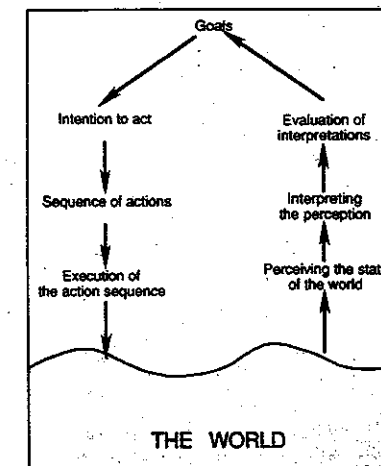 Goals
Intention to act
Evaluation of
interpretations
Sequence of actions
Interpreting
the perception
Execution of
the action sequence
Perceiving the stat
of the world
THE WORLD